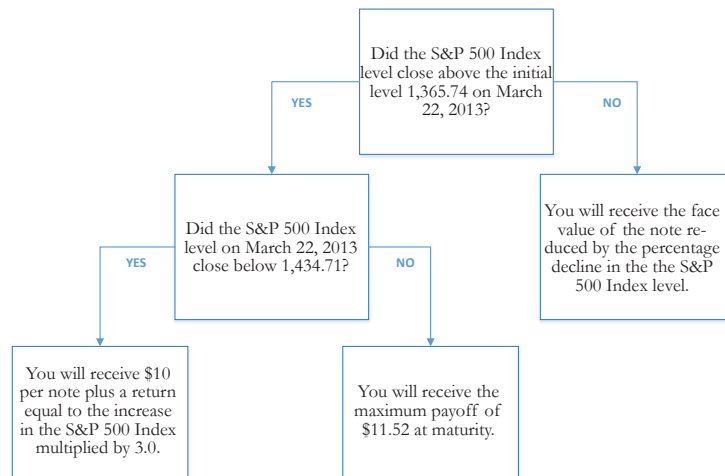 Did the S&P 500 Index
level close above the initial
level 1,365.74 on March
22, 2013?
YES
NO
Did the S&P 500 Index
level on March 22, 2013
close below 1,434.71?
You will receive the face
value of the note re-
duced by the percentage
decline in the the S&P
500 Index level.
YES
NO
You will receive $10
per note plus a return
equal to the increase
in the S&P 500 Index
multiplied by 3.0.
You will receive the
maximum payoff of
$11.52 at maturity.